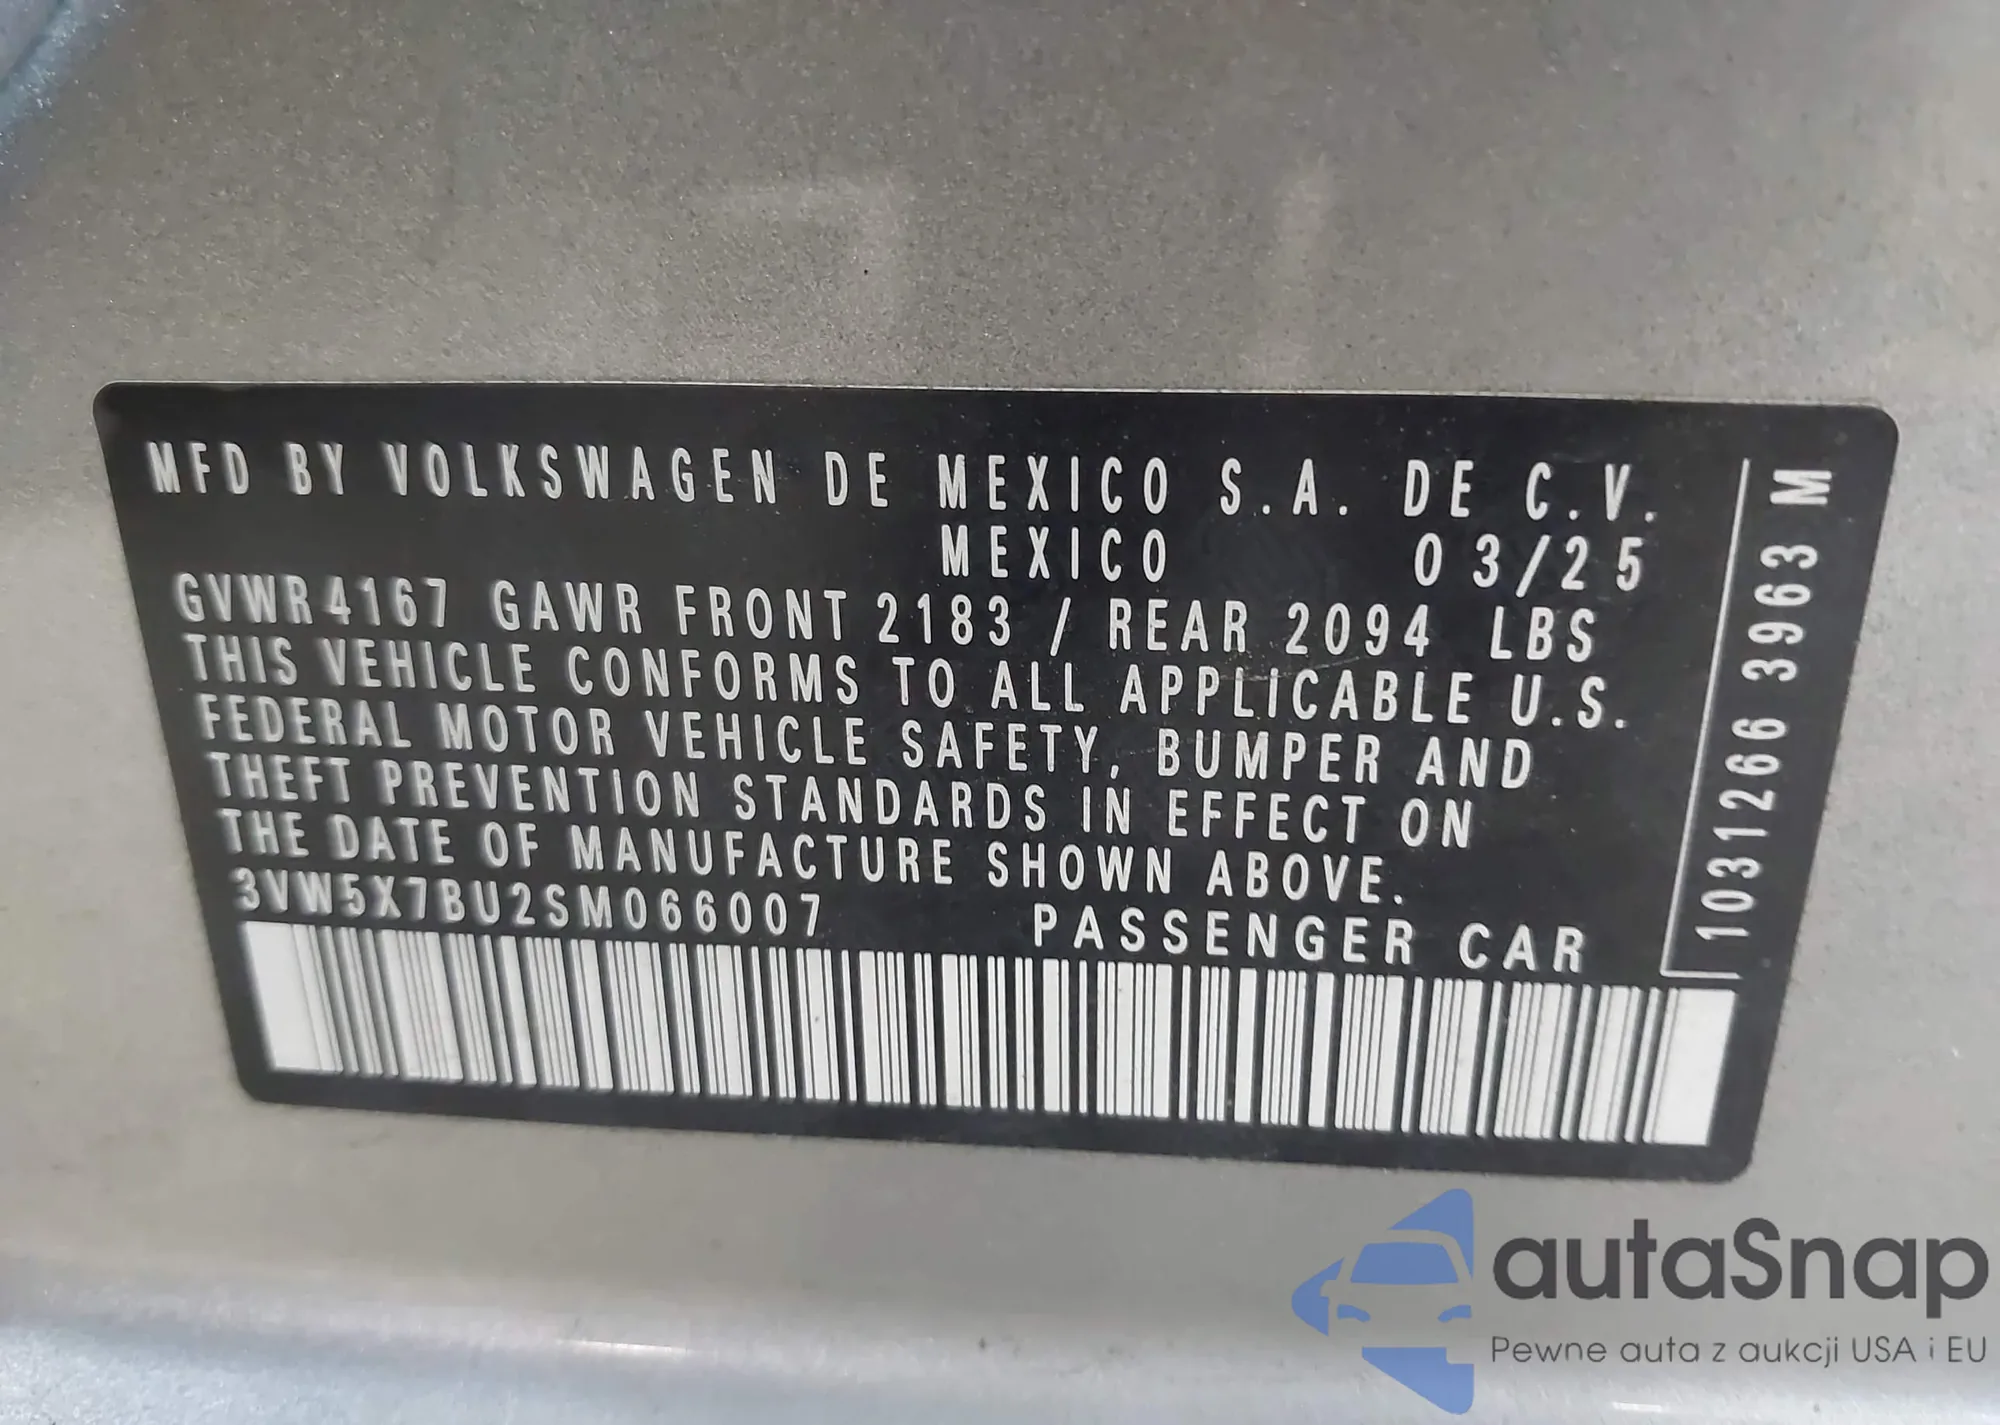 MFD BY VOLKSWAGEN DE MEXICO S.A. DE C.V.
MEXICO 03/25
GVWR 4167 GAWR FRONT 2183 / REAR 2094 LBS
THIS VEHICLE CONFORMS TO ALL APPLICABLE U.S.
FEDERAL MOTOR VEHICLE SAFETY, BUMPER AND
THEFT PREVENTION STANDARDS IN EFFECT ON
THE DATE OF MANUFACTURE SHOWN ABOVE.
3VW5X7BU2SM066007 PASSENGER CAR
1031266 3963 M
autaSnap
Pewne auta z aukcji USA i EU